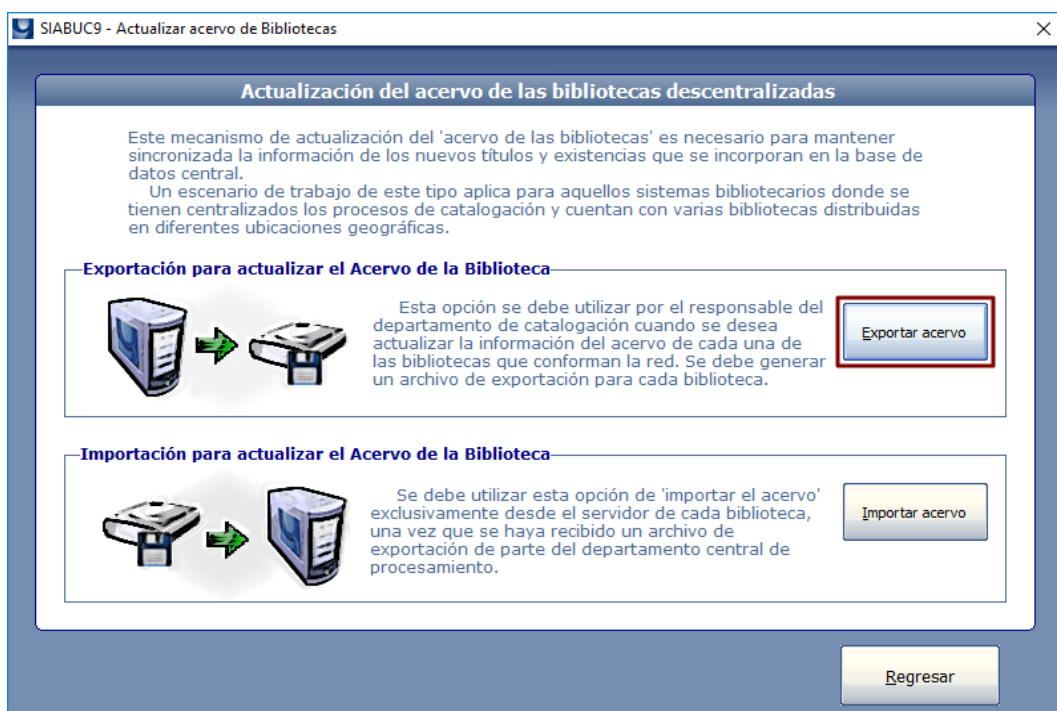 SIABUC9 - Actualizar acervo de Bibliotecas
Actualización del acervo de las bibliotecas descentralizadas
Este mecanismo de actualización del 'acervo de las bibliotecas' es necesario para mantener
sincronizada la información de los nuevos títulos y existencias que se incorporan en la base de
datos central.
Un escenario de trabajo de este tipo aplica para aquellos sistemas bibliotecarios donde se
tienen centralizados los procesos de catalogación y cuentan con varias bibliotecas distribuidas
en diferentes ubicaciones geográficas.
Exportación para actualizar el Acervo de la Biblioteca
Esta opción se debe utilizar por el responsable del
departamento de catalogación cuando se desea
actualizar la información del acervo de cada una de
las bibliotecas que conforman la red. Se debe generar
un archivo de exportación para cada biblioteca.
Exportar acervo
Importación para actualizar el Acervo de la Biblioteca
Se debe utilizar esta opción de 'importar el acervo'
exclusivamente desde el servidor de cada biblioteca,
una vez que se haya recibido un archivo de
exportación de parte del departamento central de
procesamiento.
Importar acervo
Regresar